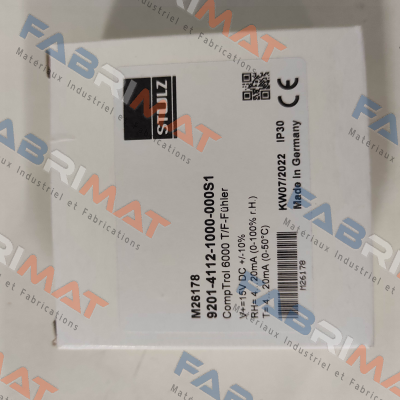 STULZ
M26178
9201-4112-1000-000S1
CompTrol 6000 T/F-Fühler
V+=15V DC +/-10%
RH= 4 / 20mA (0-100% r.H.)
T= 4 / 20mA (0-50°C)
KW07/2022 IP30
Made in Germany
CE
M26178
FABRIMAT
Materiaux Industriel et Fabrications